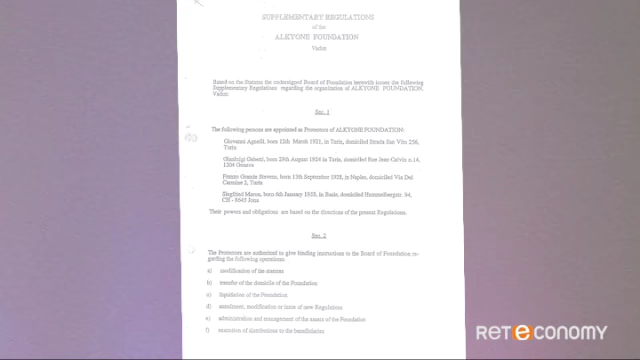 SUPPLEMENTARY REGULATIONS
of the
ALKYONE FOUNDATION
Vaduz
Based on the Statutes the undersigned Board of Foundation herewith issues the following
Supplementary Regulations regarding the organization of ALKYONE FOUNDATION,
Vaduz:
Sec. 1
The following persons are appointed as Protectors of ALKYONE FOUNDATION:
Giovanni Agnelli, born 12th March 1921, in Turin, domiciled Strada San Vito 256,
Turin
Gianluigi Gabetti, born 29th August 1924 in Turin, domiciled Rue Jean Calvin n.14,
1204 Geneva
Franzo Grande Stevens, born 13th September 1928, in Naples, domiciled Via Del
Carmine 2, Turin
Siegfried Maron, born 6th January 1938, in Basle, domiciled
CH - 8645 Jona
Their powers and obligations are based on the directions of the present Regulations.
Sec. 2
The Protectors are authorized to give binding instructions to the Board of Foundation re-
garding the following operations:
a) modification of the statutes
b) transfer of the domicile of the Foundation
c) liquidation of the Foundation
d) annulment, modification or issue of new Regulations
e) administration and management of the assets of the Foundation
f) execution of distributions to the beneficiaries
RETECONOMY